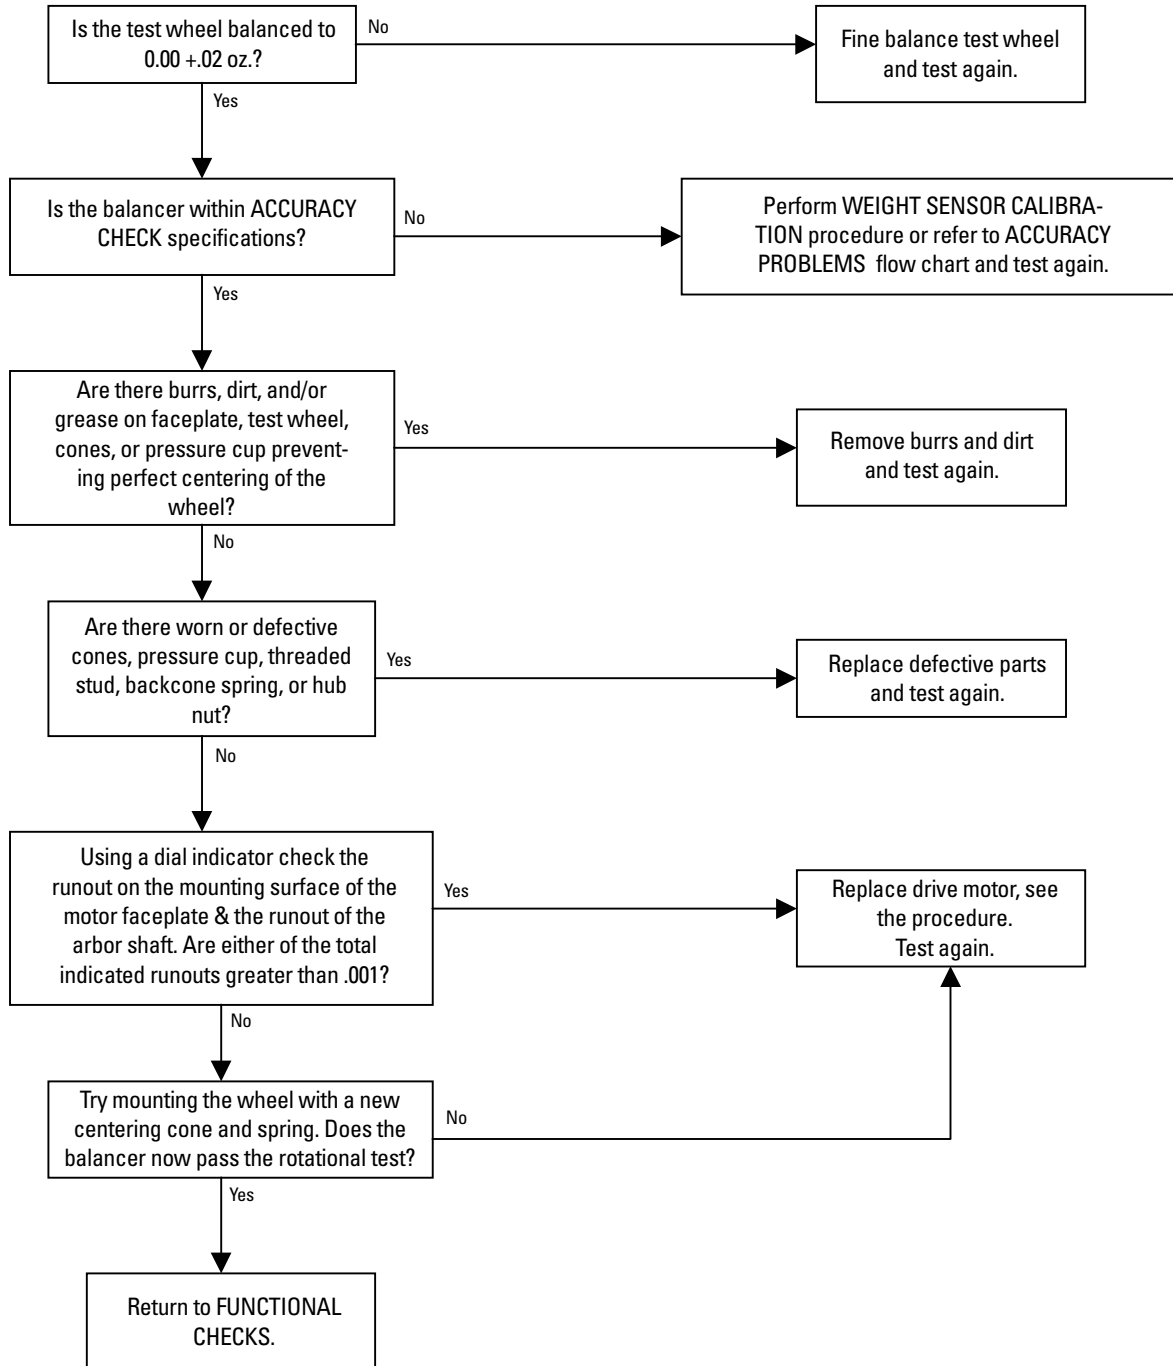 Is the test wheel balanced to
0.00 +.02 oz.?
No
Fine balance test wheel
and test again.
Yes
Is the balancer within ACCURACY
CHECK specifications?
No
Perform WEIGHT SENSOR CALIBRA-
TION procedure or refer to ACCURACY
PROBLEMS flow chart and test again.
Yes
Are there burrs, dirt, and/or
grease on faceplate, test wheel,
cones, or pressure cup prevent-
ing perfect centering of the
wheel?
Yes
Remove burrs and dirt
and test again.
No
Are there worn or defective
cones, pressure cup, threaded
stud, backcone spring, or hub
nut?
Yes
Replace defective parts
and test again.
No
Using a dial indicator check the
runout on the mounting surface of the
motor faceplate & the runout of the
arbor shaft. Are either of the total
indicated runouts greater than .001?
Yes
Replace drive motor, see
the procedure.
Test again.
No
Try mounting the wheel with a new
centering cone and spring. Does the
balancer now pass the rotational test?
No
Yes
Return to FUNCTIONAL
CHECKS.